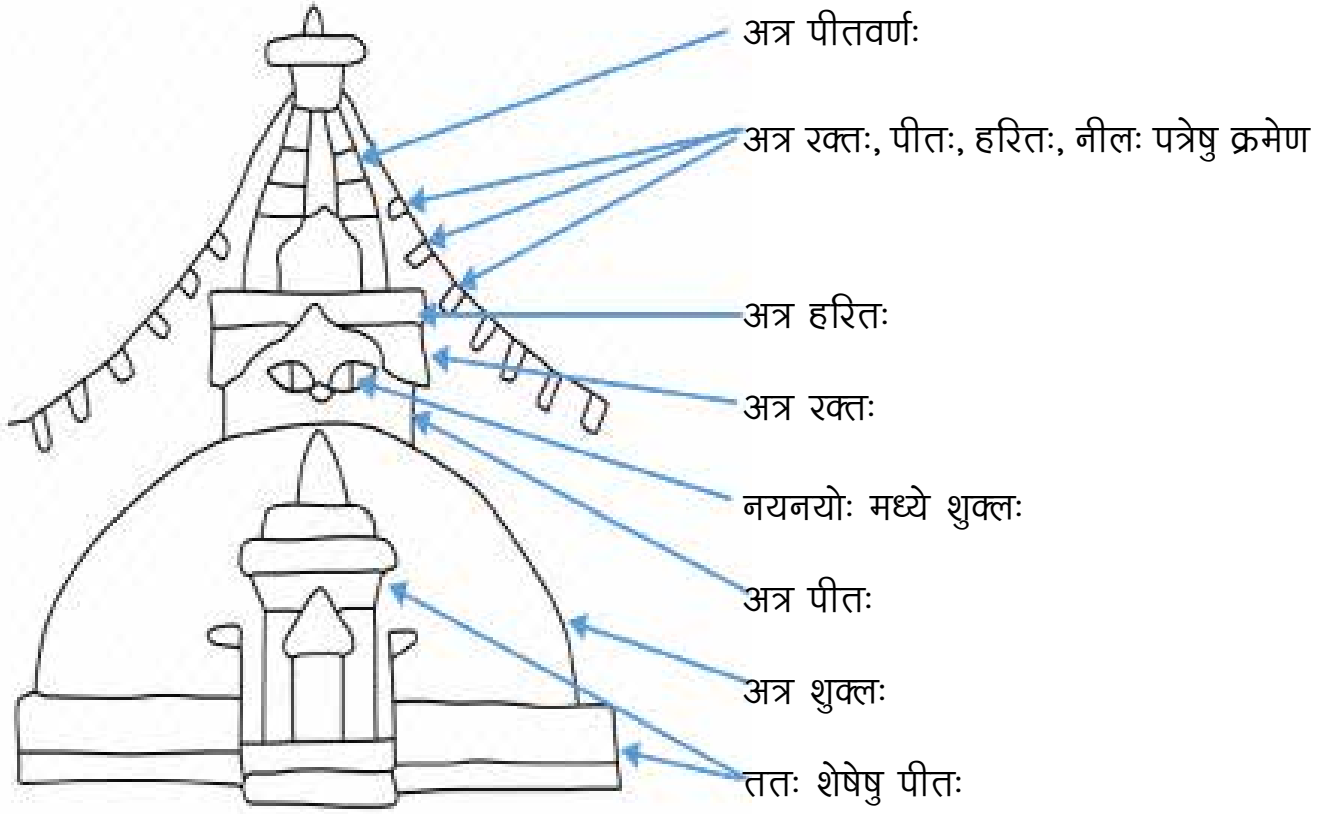 अत्र पीतवर्णः
अत्र रक्तः, पीतः, हरितः, नीलः पत्रेषु क्रमेण
अत्र हरितः
अत्र रक्तः
नयनयोः मध्ये शुक्लः
अत्र पीतः
अत्र शुक्लः
ततः शेषेषु पीतः